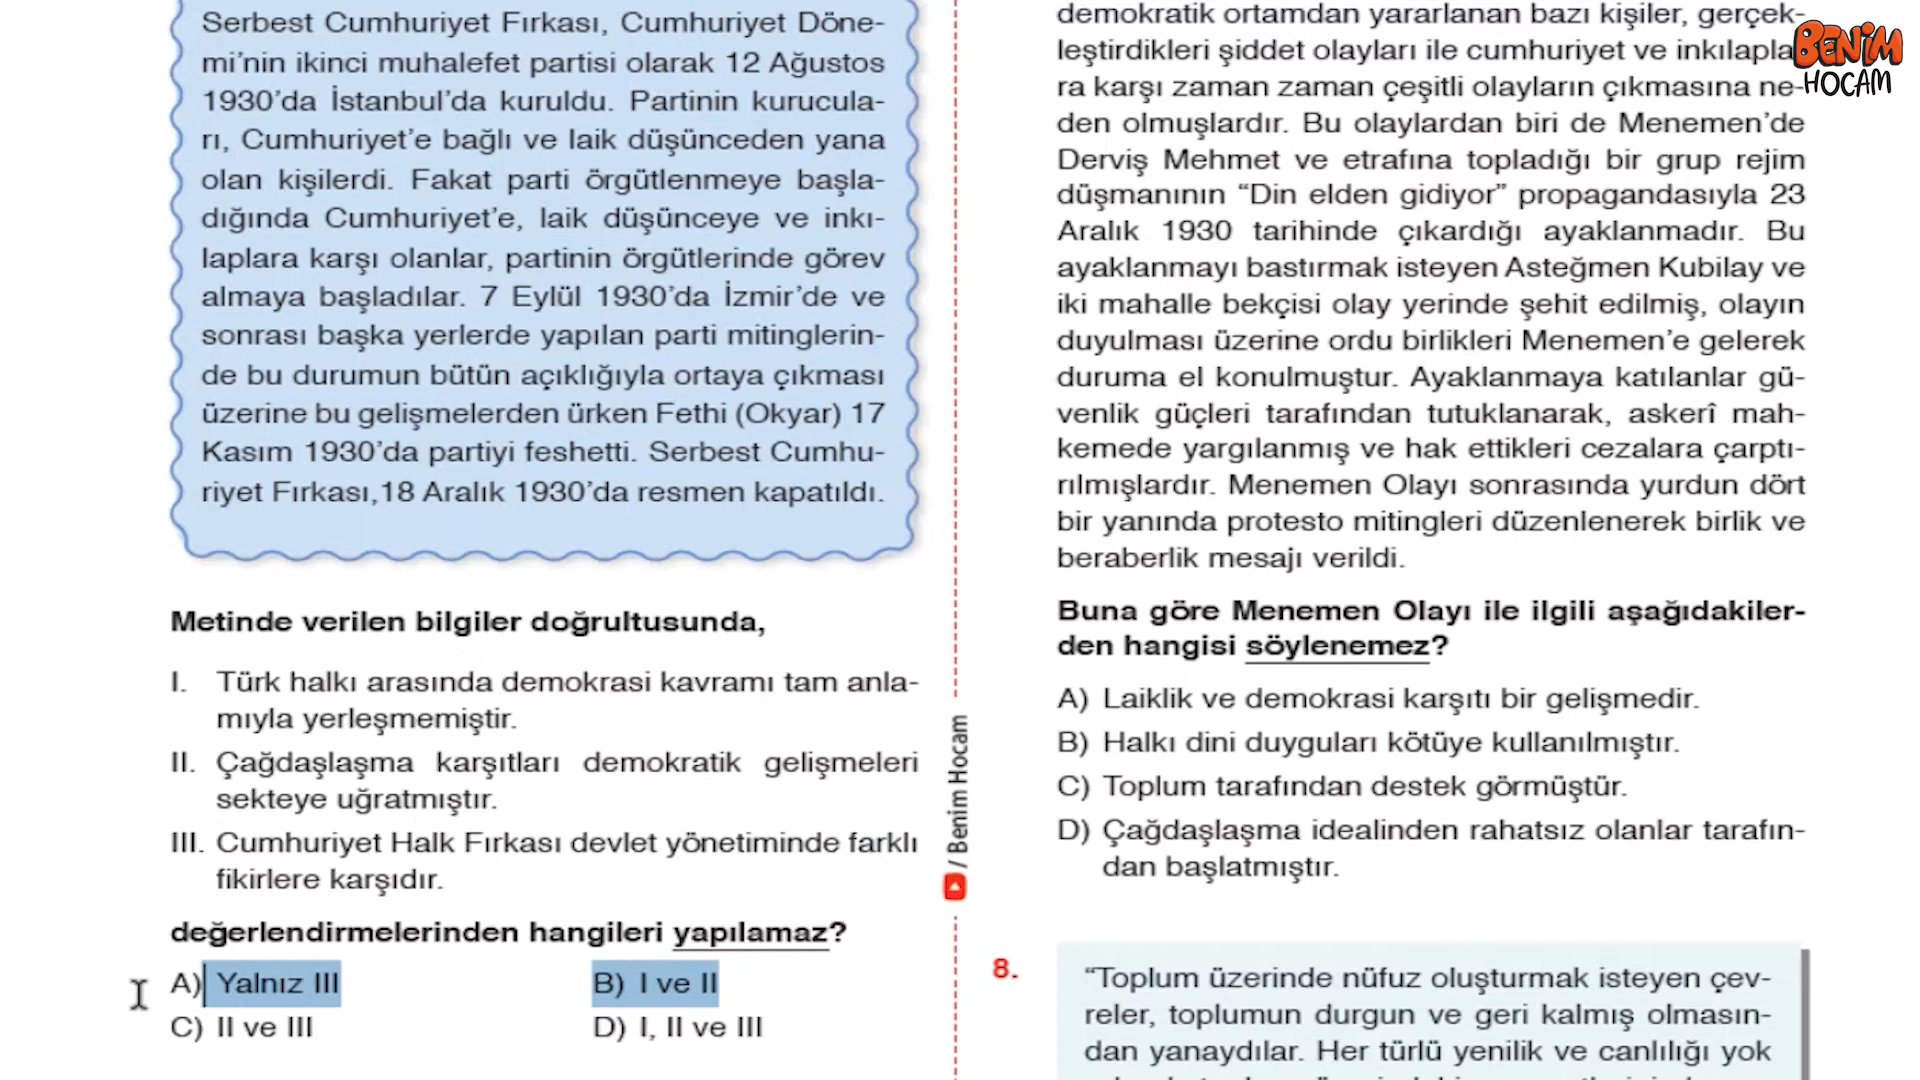 Serbest Cumhuriyet Fırkası, Cumhuriyet Döne-
mi’nin ikinci muhalefet partisi olarak 12 Ağustos
1930’da İstanbul’da kuruldu. Partinin kurucula-
rı, Cumhuriyet’e bağlı ve laik düşünceden yana
olan kişilerdi. Fakat parti örgütlenmeye başla-
dığında Cumhuriyet’e, laik düşünceye ve inkı-
laplara karşı olanlar, partinin örgütlerinde görev
almaya başladılar. 7 Eylül 1930’da İzmir’de ve
sonrası başka yerlerde yapılan parti mitinglerin-
de bu durumun bütün açıklığıyla ortaya çıkması
üzerine bu gelişmelerden ürken Fethi (Okyar) 17
Kasım 1930’da partiyi feshetti. Serbest Cumhu-
riyet Fırkası,18 Aralık 1930’da resmen kapatıldı.
Metinde verilen bilgiler doğrultusunda,
I. Türk halkı arasında demokrasi kavramı tam anla-
mıyla yerleşmemiştir.
II. Çağdaşlaşma karşıtları demokratik gelişmeleri
sekteye uğratmıştır.
III. Cumhuriyet Halk Fırkası devlet yönetiminde farklı
fikirlere karşıdır.
değerlendirmelerinden hangileri yapılamaz?
A) Yalnız III B) I ve II
C) II ve III D) I, II ve III
/ Benim Hocam
demokratik ortamdan yararlanan bazı kişiler, gerçek-
leştirdikleri şiddet olayları ile cumhuriyet ve inkılapla-
ra karşı zaman zaman çeşitli olayların çıkmasına ne-
den olmuşlardır. Bu olaylardan biri de Menemen’de
Derviş Mehmet ve etrafına topladığı bir grup rejim
düşmanının “Din elden gidiyor” propagandasıyla 23
Aralık 1930 tarihinde çıkardığı ayaklanmadır. Bu
ayaklanmayı bastırmak isteyen Asteğmen Kubilay ve
iki mahalle bekçisi olay yerinde şehit edilmiş, olayın
duyulması üzerine ordu birlikleri Menemen’e gelerek
duruma el konulmuştur. Ayaklanmaya katılanlar gü-
venlik güçleri tarafından tutuklanarak, askerî mah-
kemede yargılanmış ve hak ettikleri cezalara çarptı-
rılmışlardır. Menemen Olayı sonrasında yurdun dört
bir yanında protesto mitingleri düzenlenerek birlik ve
beraberlik mesajı verildi.
Buna göre Menemen Olayı ile ilgili aşağıdakiler-
den hangisi söylenemez?
A) Laiklik ve demokrasi karşıtı bir gelişmedir.
B) Halkı dini duyguları kötüye kullanılmıştır.
C) Toplum tarafından destek görmüştür.
D) Çağdaşlaşma idealinden rahatsız olanlar tarafın-
dan başlatmıştır.
8. “Toplum üzerinde nüfuz oluşturmak isteyen çev-
reler, toplumun durgun ve geri kalmış olmasın-
dan yanaydılar. Her türlü yenilik ve canlılığı yok
BENİM
HOCAM